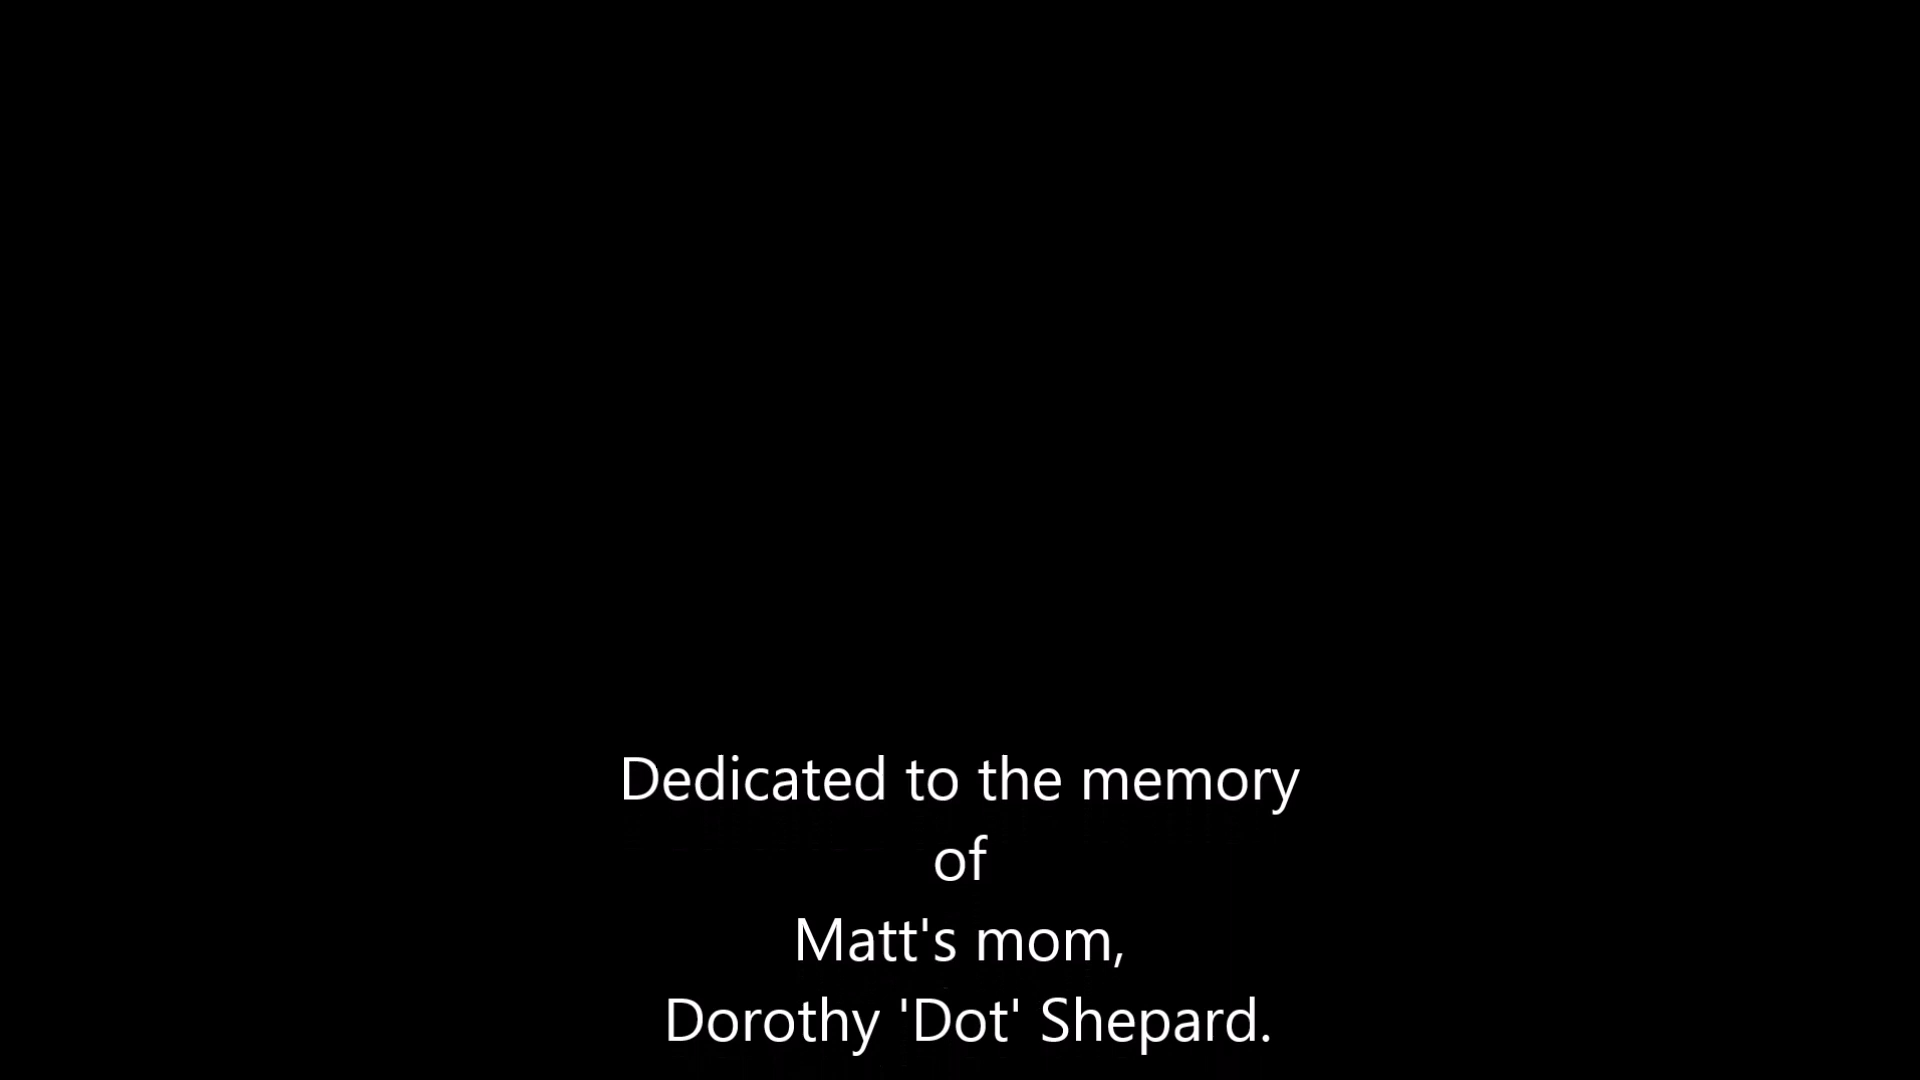 Dedicated to the memory
of
Matt's mom,
Dorothy 'Dot' Shepard.